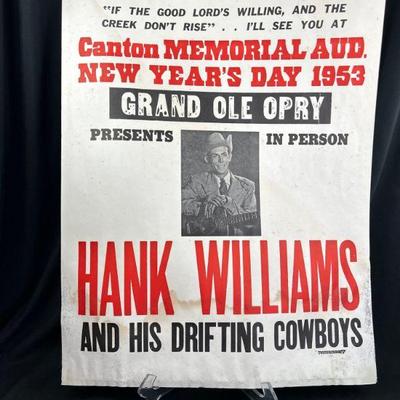 "IF THE GOOD LORD'S WILLING, AND THE
CREEK DON'T RISE" . . I'LL SEE YOU AT
Canton MEMORIAL AUD.
NEW YEAR'S DAY 1953
GRAND OLE OPRY
PRESENTS IN PERSON
HANK WILLIAMS
AND HIS DRIFTING COWBOYS